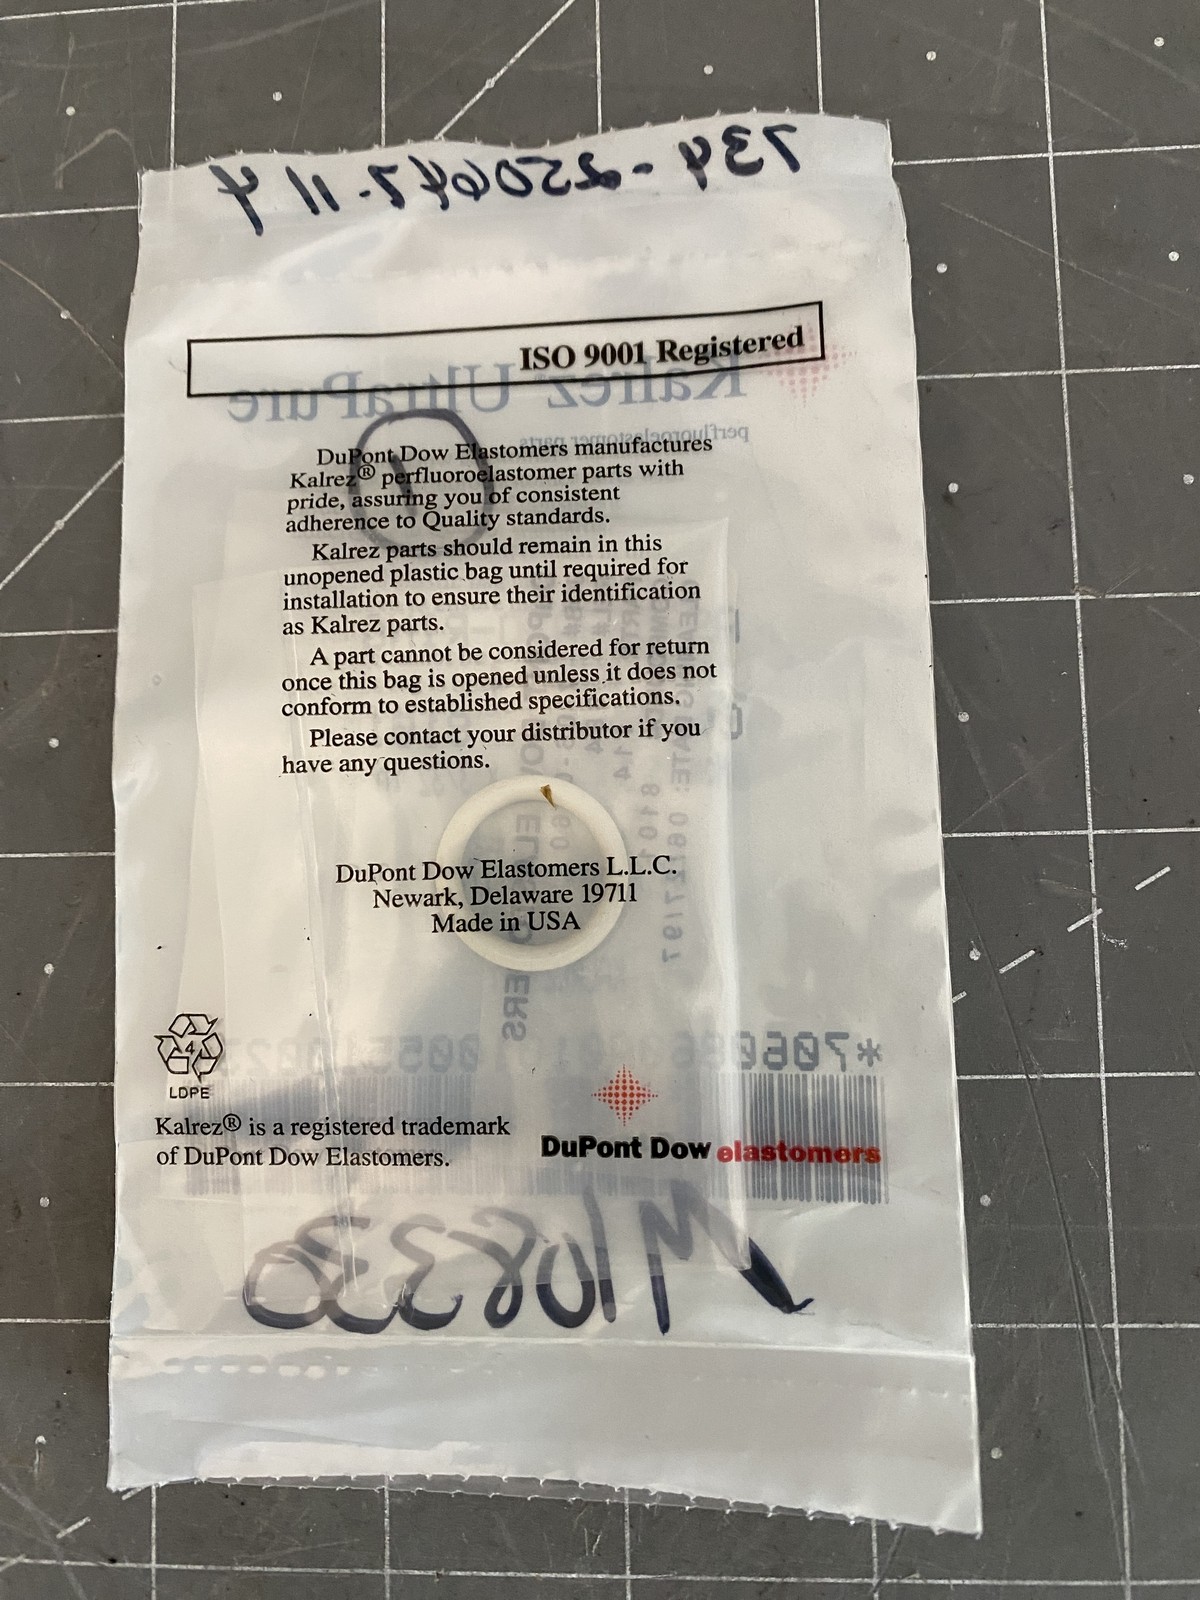 734-250647-114
ISO 9001 Registered
Kalrez UltraPure
perfluoroelastomer parts
DuPont Dow Elastomers manufactures
Kalrez® perfluoroelastomer parts with
pride, assuring you of consistent
adherence to Quality standards.
Kalrez parts should remain in this
unopened plastic bag until required for
installation to ensure their identification
as Kalrez parts.
A part cannot be considered for return
once this bag is opened unless it does not
conform to established specifications.
Please contact your distributor if you
have any questions.
DuPont Dow Elastomers L.L.C.
Newark, Delaware 19711
Made in USA
4
LDPE
Kalrez® is a registered trademark
of DuPont Dow Elastomers.
DuPont Dow elastomers
M108330